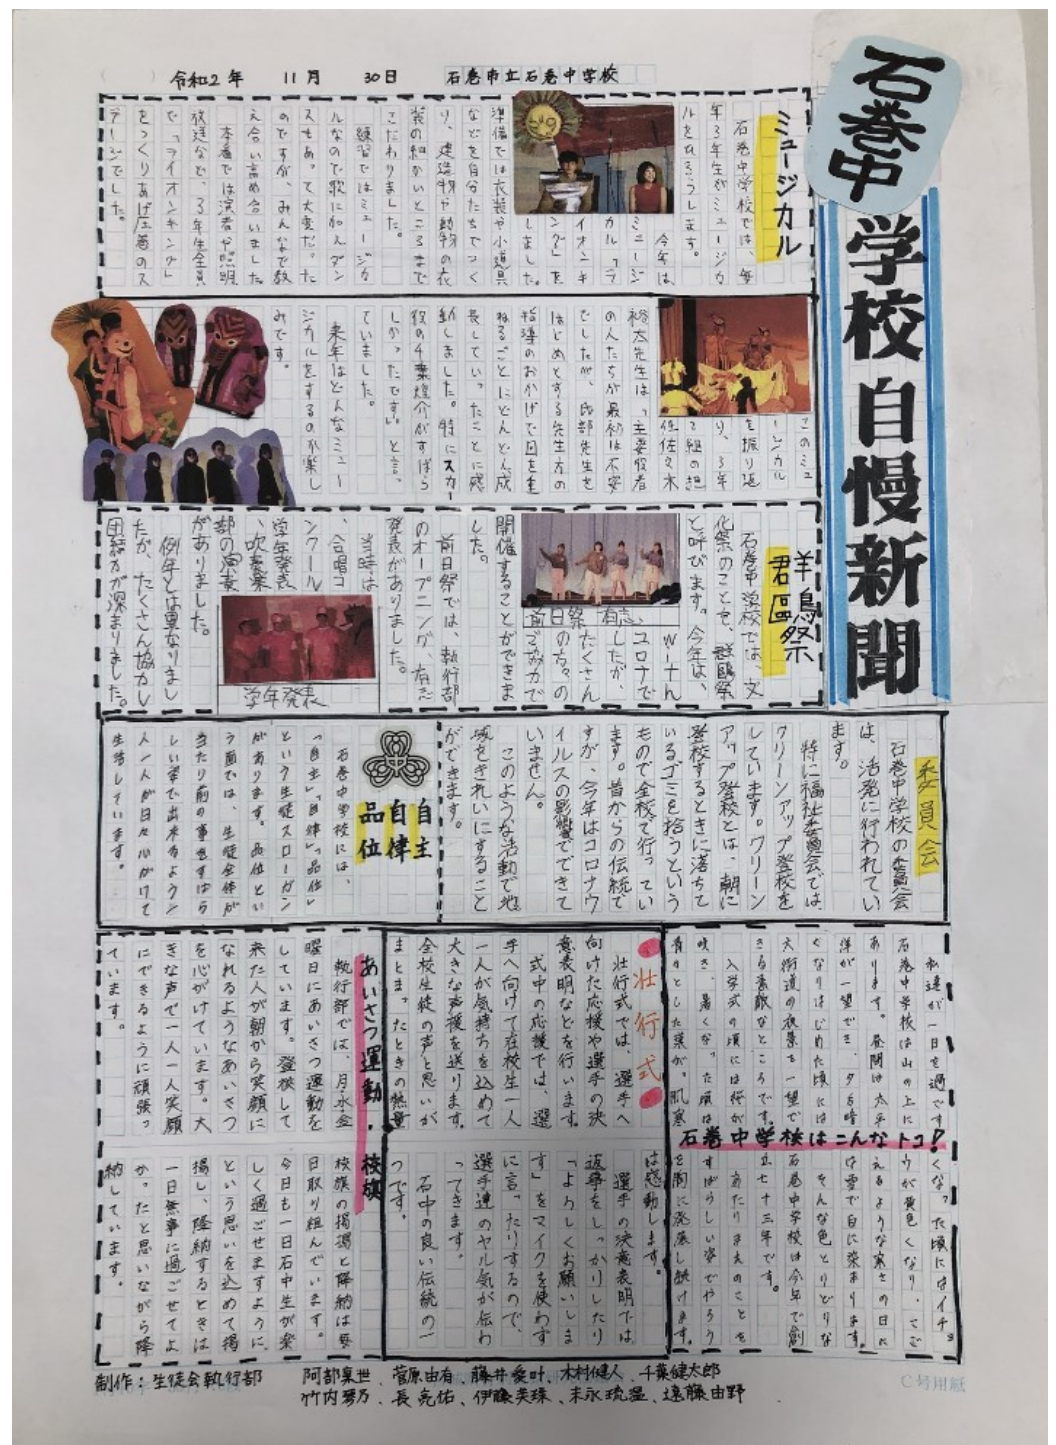 令和2年 11月 30日 石巻市立石巻中学校
石巻中
学校自慢新聞
ミュージカル
石巻中学校では、毎
年3年生がミュージカ
ルをひろうします。
今年は、
ミュージ
カル「ラ
イオンキ
ング」を
しました。
準備では衣装や小道具
などを自分たちでつく
り、建造物や動物の衣
装の細かいところまで
こだわりました。
練習ではミュージカ
ルなので歌に加えダン
スもあって大変だった
のですが、みんなで教
え合い高め合いました。
本番では演者や照明
放送など、3年生全員
で「ライオンキング」
をつくりあげ圧巻のス
テージでした。
このミュ
ージカル
を振り返
り、3年
2組の担
任佐々木
裕太先生は「主要役者
の人たちが最初は不安
でしたが、阿部先生を
はじめとする先生方の
指導のおかげで回を重
ねるごとにどんどん成
長していったことに感
動しました。特にスカー
役の千葉煌介がすばら
しかったです」と言っ
ていました。
来年はどんなミュー
ジカルをするのか楽し
みです。
群鷗祭
石巻中学校では、文
化祭のことを、群鷗祭
と呼びます。今年は、
コロナで
したが、
たくさん
の方々の
ご協力で
開催することができま
した。
前日祭 有志
前日祭では、執行部
のオープニング、有志
発表がありました。
当時は
、合唱コ
ンクール
学年発表
、吹奏楽
部の演奏
がありました。
学年発表
例年とは異なりまし
たが、たくさん協力し
団結力が深まりました。
委員会
石巻中学校の委員会
は、活発に行われてい
ます。
特に福祉委員会では、
クリーンアップ登校を
しています。クリーン
アップ登校とは、朝に
登校するときに落ちて
いるゴミを拾うという
もので全校で行ってい
ます。昔からの伝統で
すが、今年はコロナウ
イルスの影響でできて
いません。
このような活動で地
域をきれいにすること
ができます。
自主
自律
品位
石巻中学校には、
「自主」「自律」「品位」
という生徒スローガン
があります。品位とい
う面では、生徒全体が
当たり前の事をすばら
しい姿で出来るよう一
人一人が日々心がけて
生活しています。
石巻中学校はこんなトコ!
私達が一日を過ごす
石巻中学校は山の上に
あります。昼間は太平
洋が一望でき、夕方暗
くなりはじめた頃には
大街道の夜景を一望で
きる素敵なところです。
入学式の頃には桜が
咲き、暑くなった頃は
青々とした葉が。肌寒
くなった頃にはイチョ
ウが黄色くなり、こご
えるような寒さの日に
は雪で白に染まります。
そんな色とりどりな
石巻中学校は今年で創
立七十三年です。
あたりまえのことを
すばらしい姿でやろう
を胸に発展し続けます。
壮行式
壮行式では、選手へ
向けた応援や選手の決
意表明などを行います。
式中の応援では、選
手へ向けて在校生一人
一人が気持ちを込めて
大きな声援を送ります。
全校生徒の声と思いが
まとまったときの熱量
は感動します。
選手の決意表明では、
返事をしっかりしたり
「よろしくお願いしま
す」をマイクを使わず
に言ったりするので、
選手達のヤル気が伝わ
ってきます。
石中の良い伝統の一
つです。
あいさつ運動・校旗
執行部では、月水金
曜日にあいさつ運動を
しています。登校して
来た人が朝から笑顔に
なれるようなあいさつ
を心がけています。大
きな声で一人一人笑顔
にできるように頑張っ
ています。
校旗の掲揚と降納は毎
日取り組んでいます。
今日も一日石中生が楽
しく過ごせますように、
という思いを込めて掲
揚し、降納するときは
一日無事に過ごせてよ
かったと思いながら降
納しています。
制作:生徒会執行部 菅原由有、藤井愛叶、木村健人、千葉健太郎
竹内琴乃、長亮佑、伊藤美珠、末永琉温、遠藤由野
C号用紙